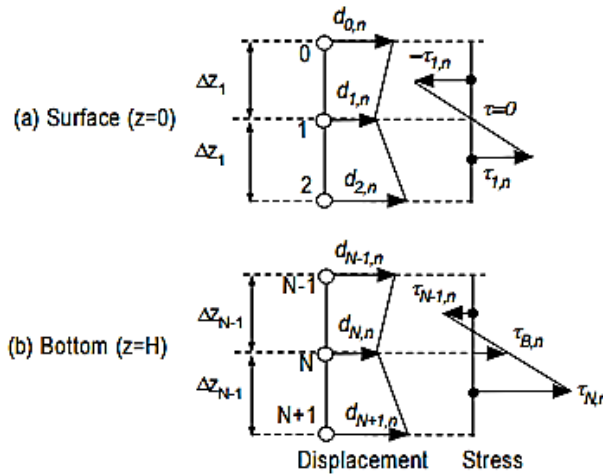 d0,n
0
−τ1,n
Δz1
(a) Surface (z=0)
d1,n
τ=0
1
Δz1
2
d2,n
τ1,n
dN-1,n
N-1
τN-1,n
ΔzN-1
dN,n
τB,n
(b) Bottom (z=H)
N
ΔzN-1
τN,n
N+1
dN+1,n
Displacement Stress